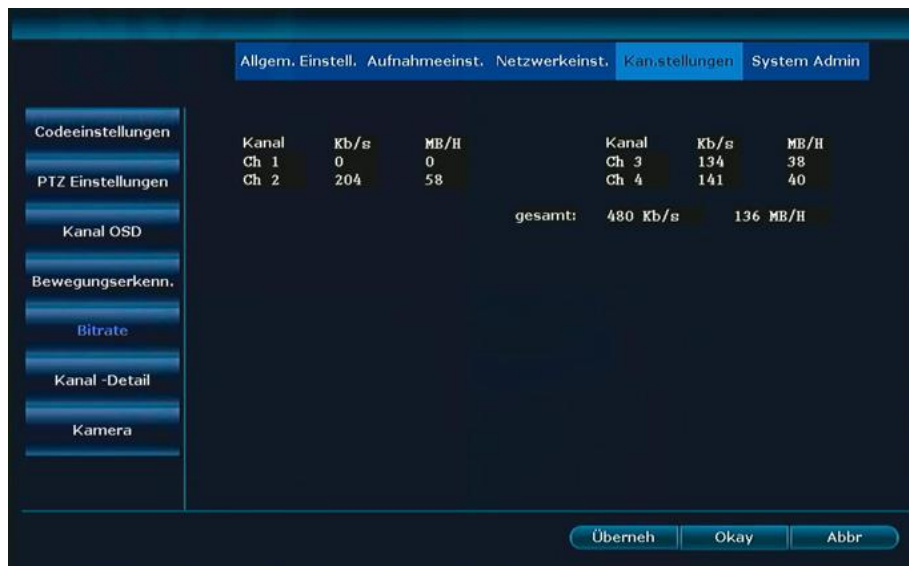 Allgem. Einstell. Aufnahmeeinst. Netzwerkeinst. Kan.stellungen System Admin
Codeeinstellungen
PTZ Einstellungen
Kanal OSD
Bewegungserkenn.
Bitrate
Kanal -Detail
Kamera
Kanal Kb/s MB/H Kanal Kb/s MB/H
Ch 1 0 0 Ch 3 134 38
Ch 2 204 58 Ch 4 141 40
gesamt: 480 Kb/s 136 MB/H
Überneh Okay Abbr